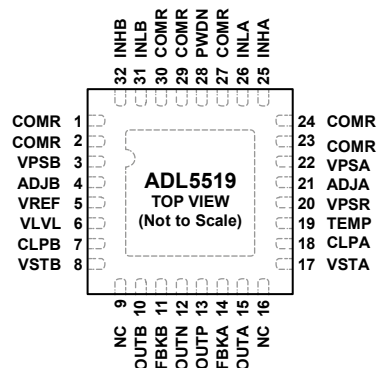 32 INHB
31 INLB
30 COMR
29 COMR
28 PWDN
27 COMR
26 INLA
25 INHA
COMR 1
COMR 2
VPSB 3
ADJB 4
VREF 5
VLVL 6
CLPB 7
VSTB 8
ADL5519
TOP VIEW
(Not to Scale)
24 COMR
23 COMR
22 VPSA
21 ADJA
20 VPSR
19 TEMP
18 CLPA
17 VSTA
NC 9
OUTB 10
FBKB 11
OUTN 12
OUTP 13
FBKA 14
OUTA 15
NC 16